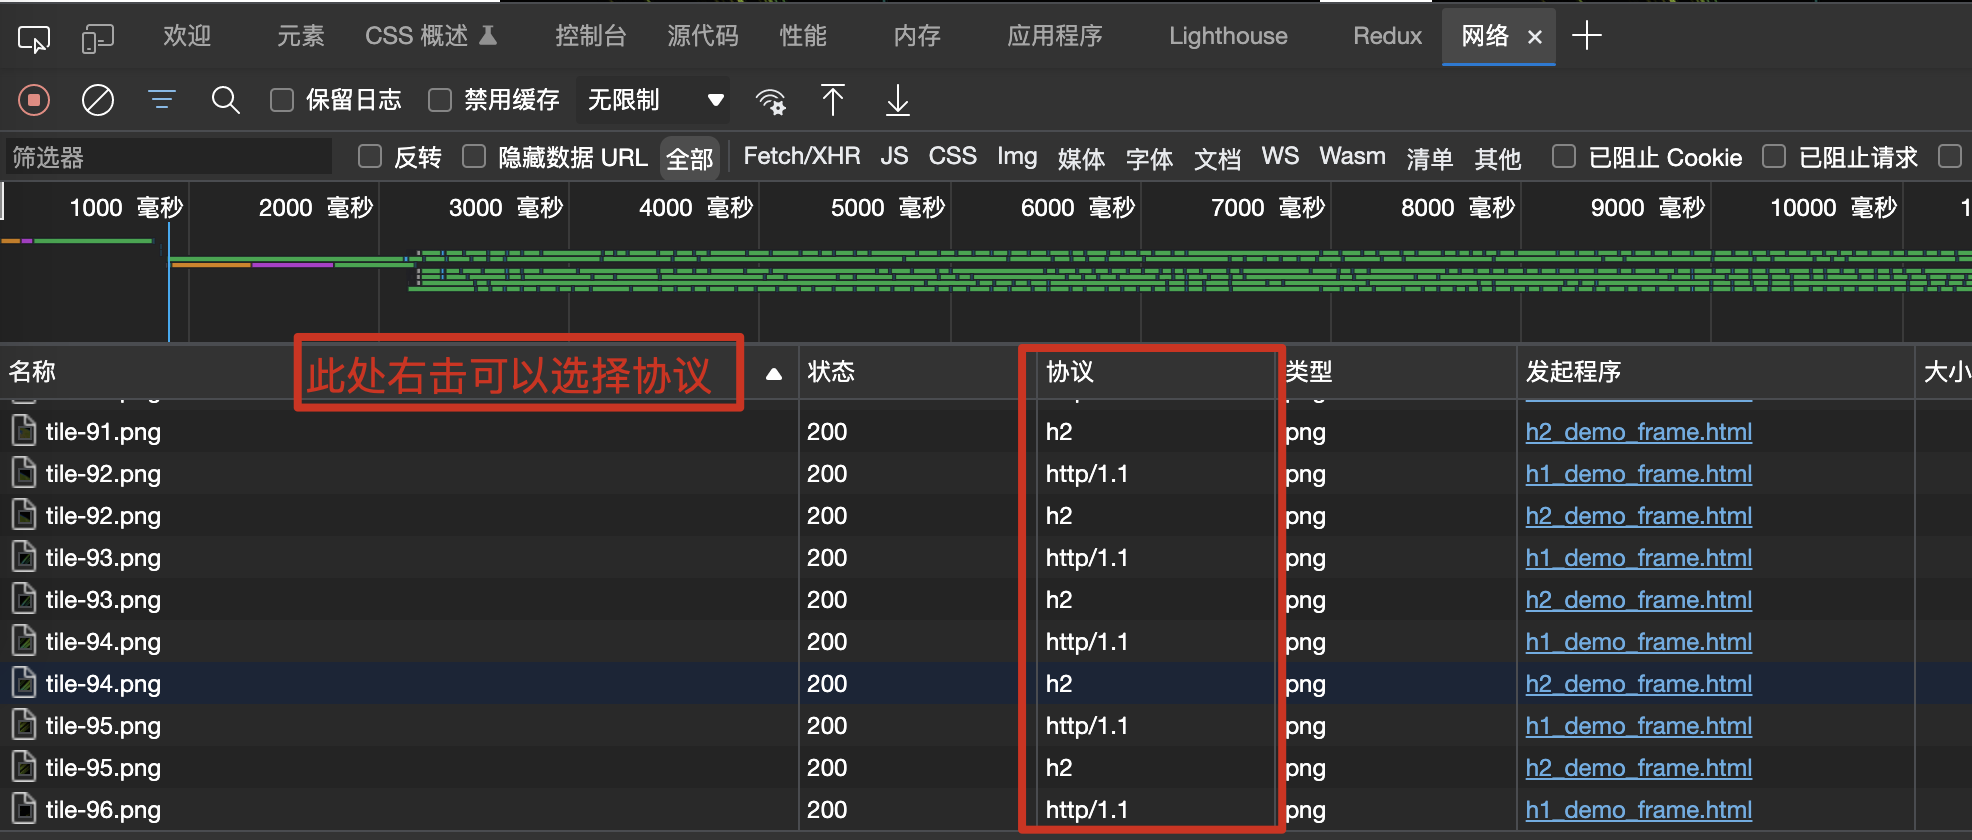 欢迎 元素 CSS 概述 控制台 源代码 性能 内存 应用程序 Lighthouse Redux 网络
保留日志 禁用缓存 无限制
筛选器 反转 隐藏数据 URL 全部 Fetch/XHR JS CSS Img 媒体 字体 文档 WS Wasm 清单 其他 已阻止 Cookie 已阻止请求
1000 毫秒 2000 毫秒 3000 毫秒 4000 毫秒 5000 毫秒 6000 毫秒 7000 毫秒 8000 毫秒 9000 毫秒 10000 毫秒 1
名称 此处右击可以选择协议 状态 协议 类型 发起程序 大小
tile-91.png 200 h2 png h2_demo_frame.html
tile-92.png 200 http/1.1 png h1_demo_frame.html
tile-92.png 200 h2 png h2_demo_frame.html
tile-93.png 200 http/1.1 png h1_demo_frame.html
tile-93.png 200 h2 png h2_demo_frame.html
tile-94.png 200 http/1.1 png h1_demo_frame.html
tile-94.png 200 h2 png h2_demo_frame.html
tile-95.png 200 http/1.1 png h1_demo_frame.html
tile-95.png 200 h2 png h2_demo_frame.html
tile-96.png 200 http/1.1 png h1_demo_frame.html